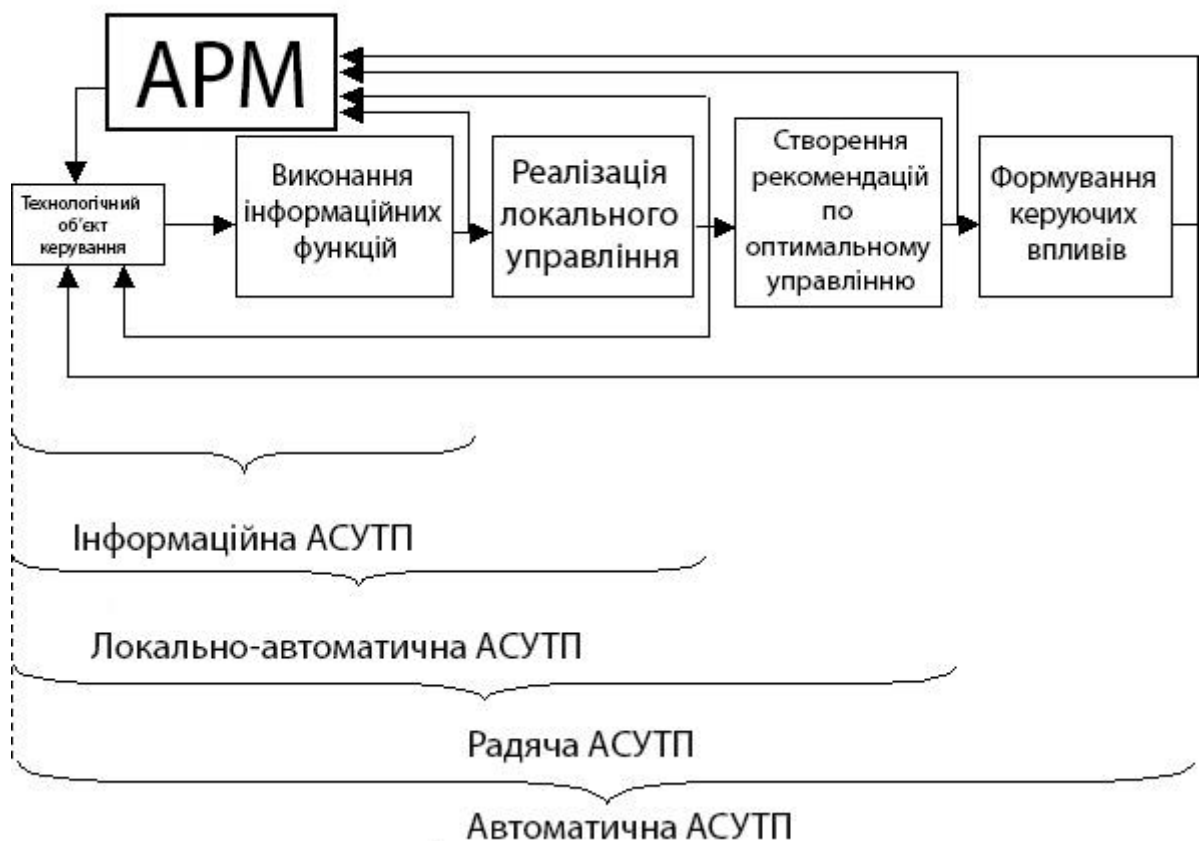 АРМ
Технологічний
об'єкт
керування
Виконання
інформаційних
функцій
Реалізація
локального
управління
Створення
рекомендацій
по
оптимальному
управлінню
Формування
керуючих
впливів
Інформаційна АСУТП
Локально-автоматична АСУТП
Радяча АСУТП
Автоматична АСУТП